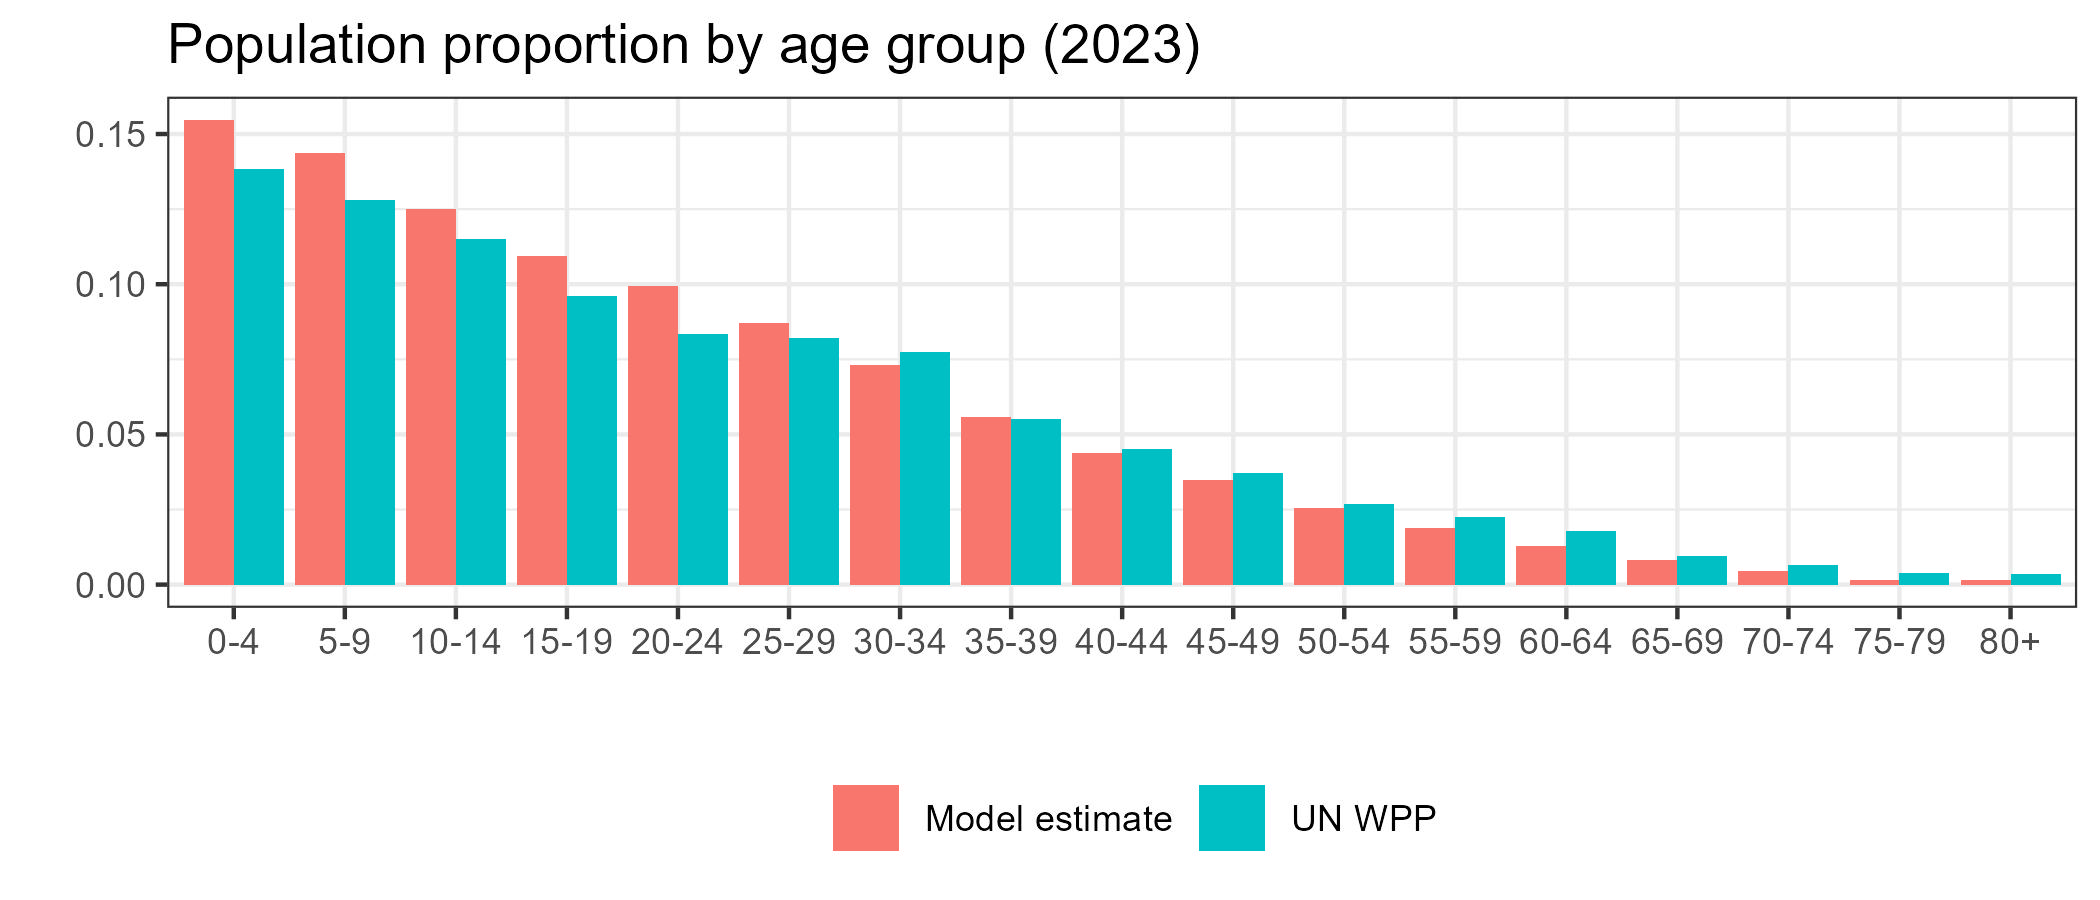 Population proportion by age group (2023)
0.15
0.10
0.05
0.00
0-4 5-9 10-14 15-19 20-24 25-29 30-34 35-39 40-44 45-49 50-54 55-59 60-64 65-69 70-74 75-79 80+
Model estimate UN WPP